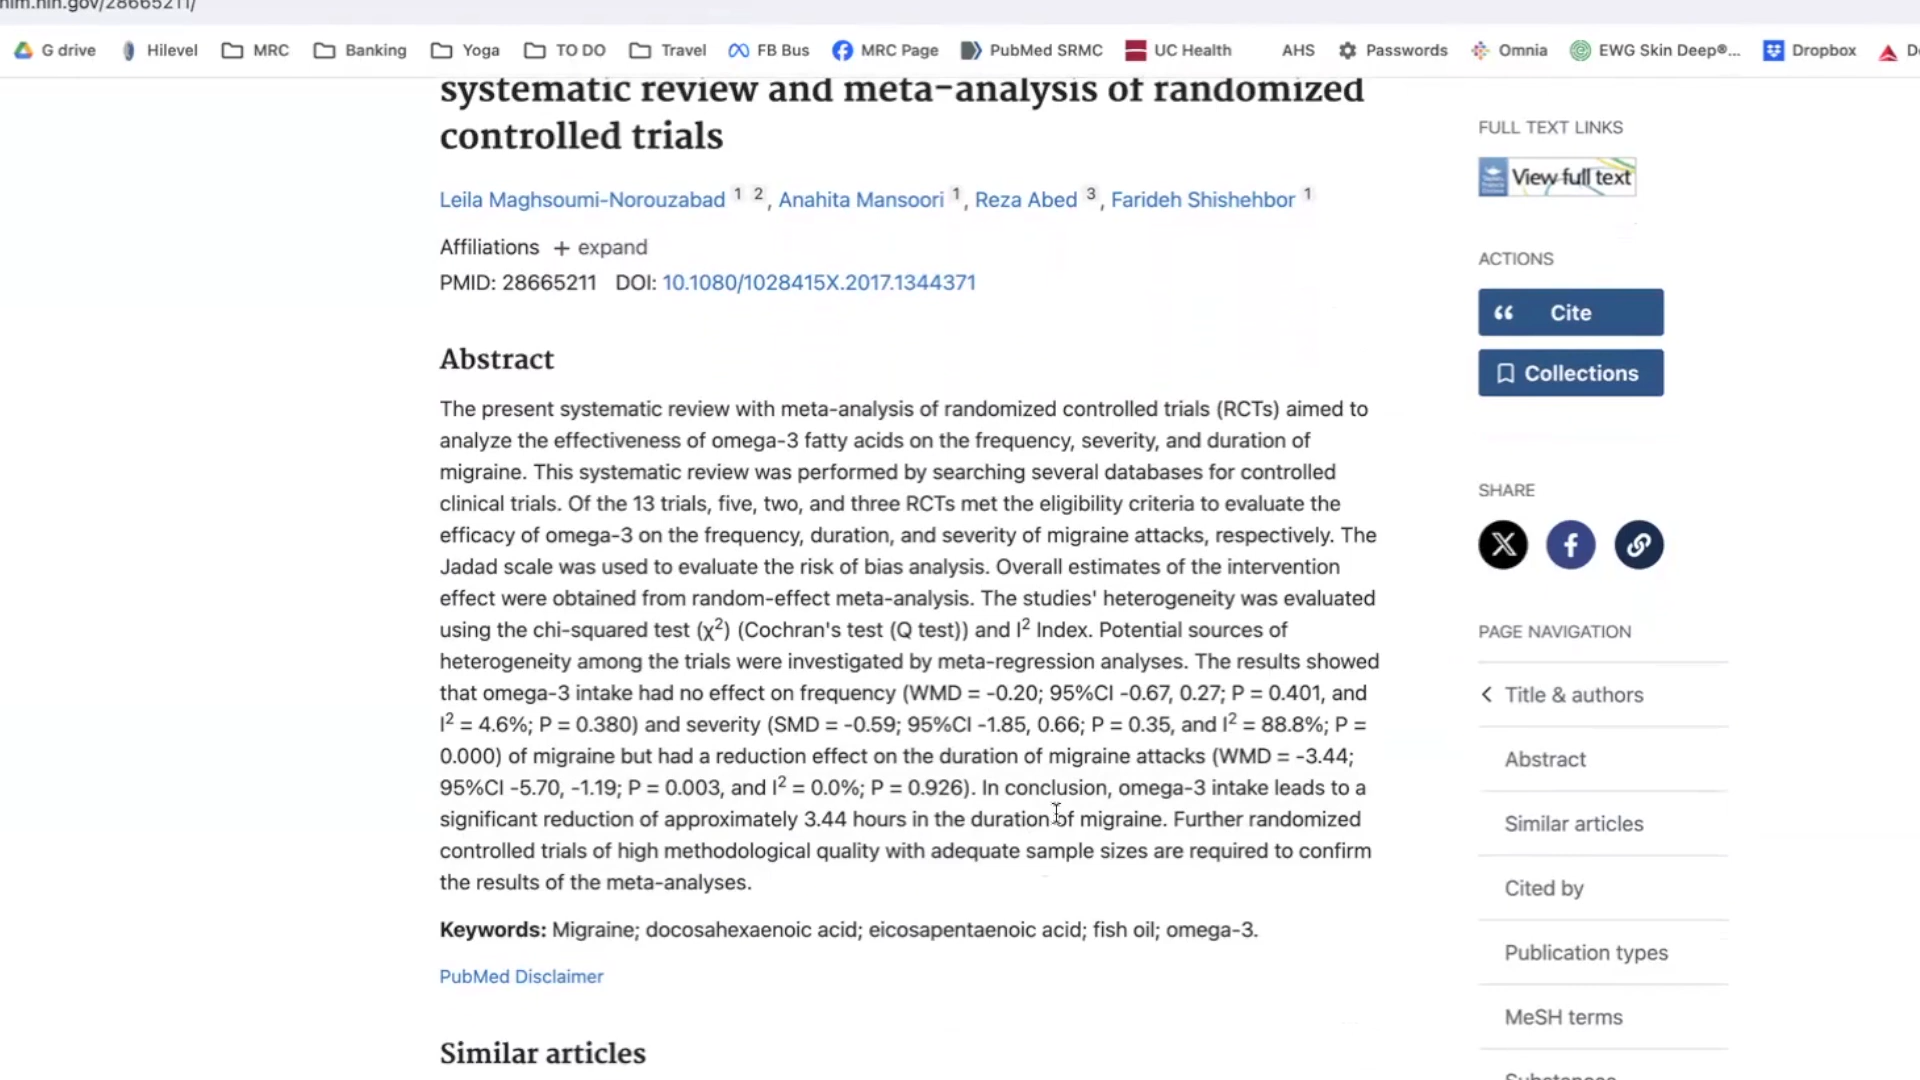 nlm.nih.gov/28665211/
G drive Hilevel MRC Banking Yoga TO DO Travel FB Bus MRC Page PubMed SRMC UC Health AHS Passwords Omnia EWG Skin Deep®... Dropbox
systematic review and meta-analysis of randomized
controlled trials
Leila Maghsoumi-Norouzabad 1 2, Anahita Mansoori 1, Reza Abed 3, Farideh Shishehbor 1
Affiliations + expand
PMID: 28665211 DOI: 10.1080/1028415X.2017.1344371
Abstract
The present systematic review with meta-analysis of randomized controlled trials (RCTs) aimed to
analyze the effectiveness of omega-3 fatty acids on the frequency, severity, and duration of
migraine. This systematic review was performed by searching several databases for controlled
clinical trials. Of the 13 trials, five, two, and three RCTs met the eligibility criteria to evaluate the
efficacy of omega-3 on the frequency, duration, and severity of migraine attacks, respectively. The
Jadad scale was used to evaluate the risk of bias analysis. Overall estimates of the intervention
effect were obtained from random-effect meta-analysis. The studies' heterogeneity was evaluated
using the chi-squared test (χ²) (Cochran's test (Q test)) and I² Index. Potential sources of
heterogeneity among the trials were investigated by meta-regression analyses. The results showed
that omega-3 intake had no effect on frequency (WMD = -0.20; 95%CI -0.67, 0.27; P = 0.401, and
I² = 4.6%; P = 0.380) and severity (SMD = -0.59; 95%CI -1.85, 0.66; P = 0.35, and I² = 88.8%; P =
0.000) of migraine but had a reduction effect on the duration of migraine attacks (WMD = -3.44;
95%CI -5.70, -1.19; P = 0.003, and I² = 0.0%; P = 0.926). In conclusion, omega-3 intake leads to a
significant reduction of approximately 3.44 hours in the duration of migraine. Further randomized
controlled trials of high methodological quality with adequate sample sizes are required to confirm
the results of the meta-analyses.
Keywords: Migraine; docosahexaenoic acid; eicosapentaenoic acid; fish oil; omega-3.
PubMed Disclaimer
Similar articles
FULL TEXT LINKS
View full text
ACTIONS
Cite
Collections
SHARE
PAGE NAVIGATION
Title & authors
Abstract
Similar articles
Cited by
Publication types
MeSH terms